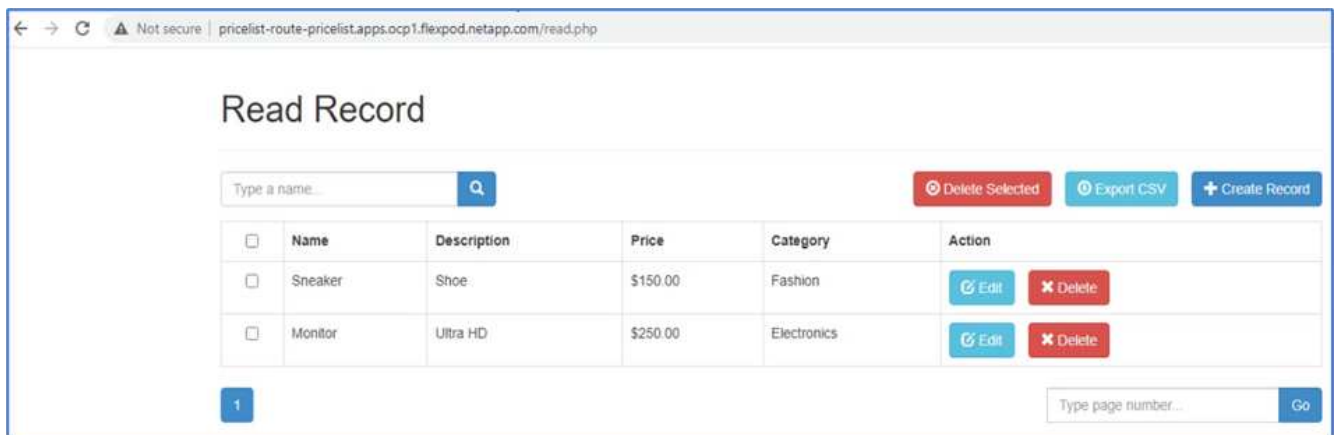 Not secure | pricelist-route-pricelist.apps.ocp1.flexpod.netapp.com/read.php
Read Record
Type a name... Delete Selected Export CSV Create Record
Name Description Price Category Action
Sneaker Shoe $150.00 Fashion Edit Delete
Monitor Ultra HD $250.00 Electronics Edit Delete
1 Type page number... Go